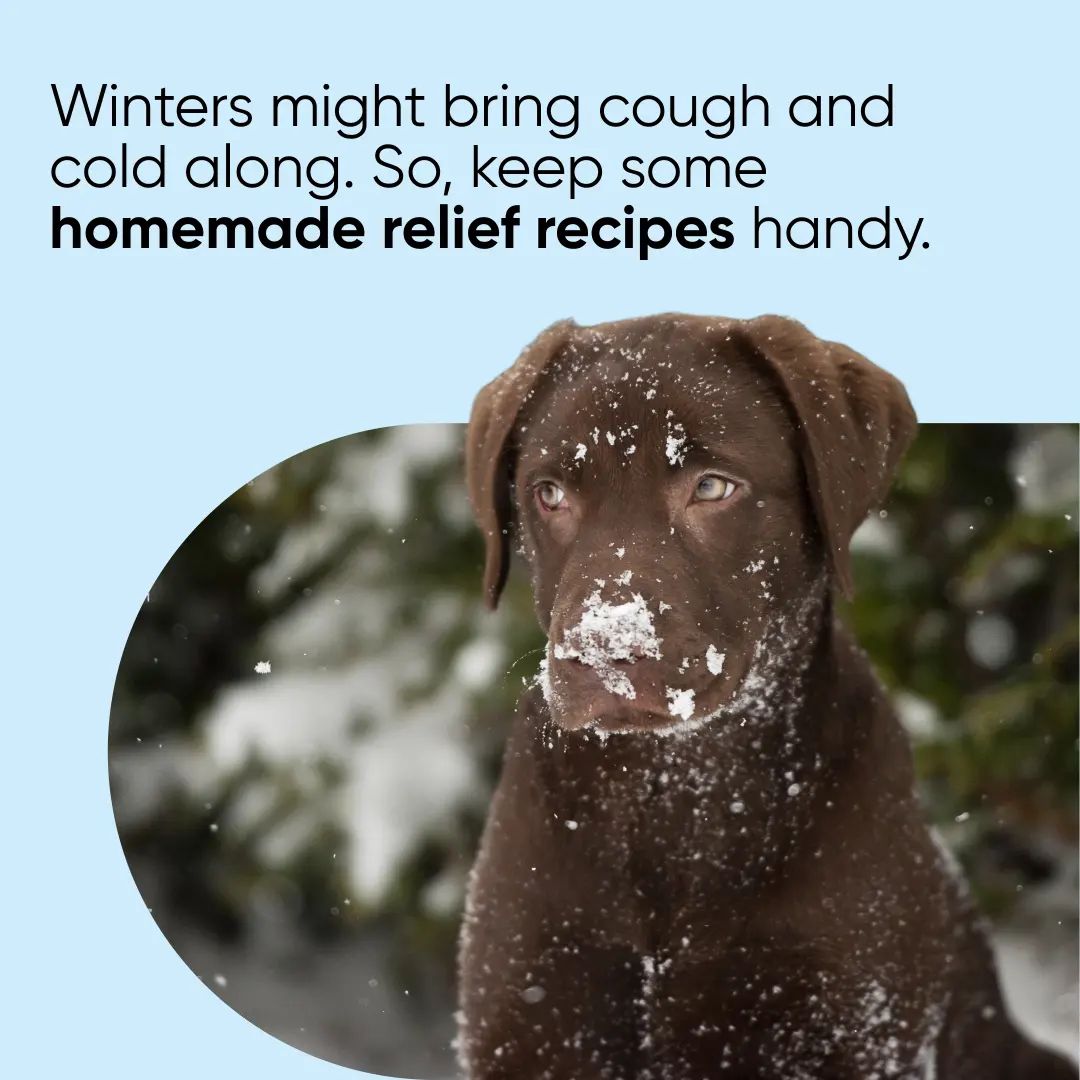 Winters might bring cough and
cold along. So, keep some
homemade relief recipes handy.